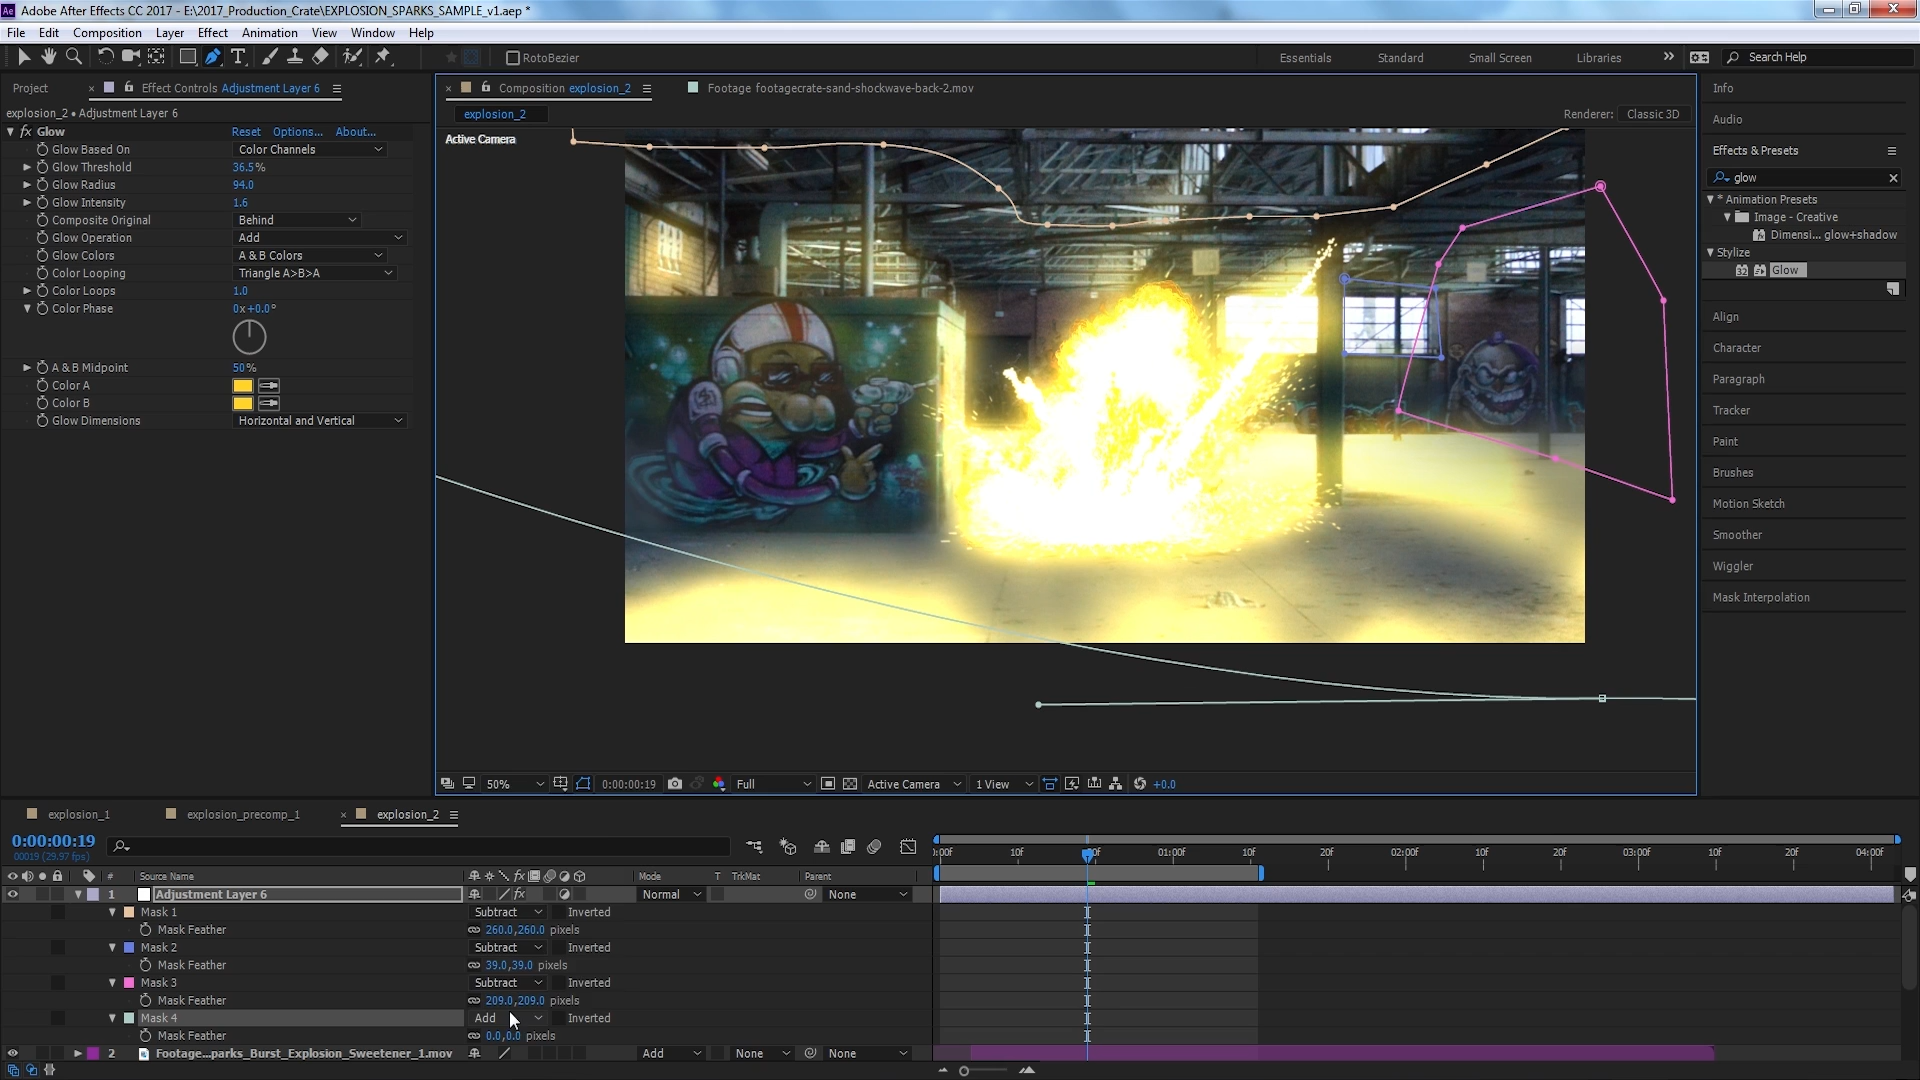 Adobe After Effects CC 2017 - E:\2017_Production_Crate\EXPLOSION_SPARKS_SAMPLE_v1.aep *
File Edit Composition Layer Effect Animation View Window Help
RotoBezier
Essentials Standard Small Screen Libraries
Search Help
Project
Effect Controls Adjustment Layer 6
explosion_2 • Adjustment Layer 6
fx Glow Reset Options... About...
Glow Based On Color Channels
Glow Threshold 36.5%
Glow Radius 94.0
Glow Intensity 1.6
Composite Original Behind
Glow Operation Add
Glow Colors A & B Colors
Color Looping Triangle A>B>A
Color Loops 1.0
Color Phase 0x+0.0°
A & B Midpoint 50%
Color A
Color B
Glow Dimensions Horizontal and Vertical
Composition explosion_2
Footage footagecrate-sand-shockwave-back-2.mov
explosion_2
Renderer: Classic 3D
Active Camera
50% 0:00:00:19 Full Active Camera 1 View +0.0
Info
Audio
Effects & Presets
glow
* Animation Presets
Image - Creative
Dimensi... glow+shadow
Stylize
32 Glow
Align
Character
Paragraph
Tracker
Paint
Brushes
Motion Sketch
Smoother
Wiggler
Mask Interpolation
explosion_1 explosion_precomp_1 explosion_2
0:00:00:19
00019 (29.97 fps)
# Source Name fx Mode T TrkMat Parent
1 Adjustment Layer 6 fx Normal None
Mask 1 Subtract Inverted
Mask Feather 260.0,260.0 pixels
Mask 2 Subtract Inverted
Mask Feather 39.0,39.0 pixels
Mask 3 Subtract Inverted
Mask Feather 209.0,209.0 pixels
Mask 4 Add Inverted
Mask Feather 0.0,0.0 pixels
2 Footage...parks_Burst_Explosion_Sweetener_1.mov Add None None
):00f 10f 01:00f 10f 20f 02:00f 10f 20f 03:00f 10f 20f 04:00f